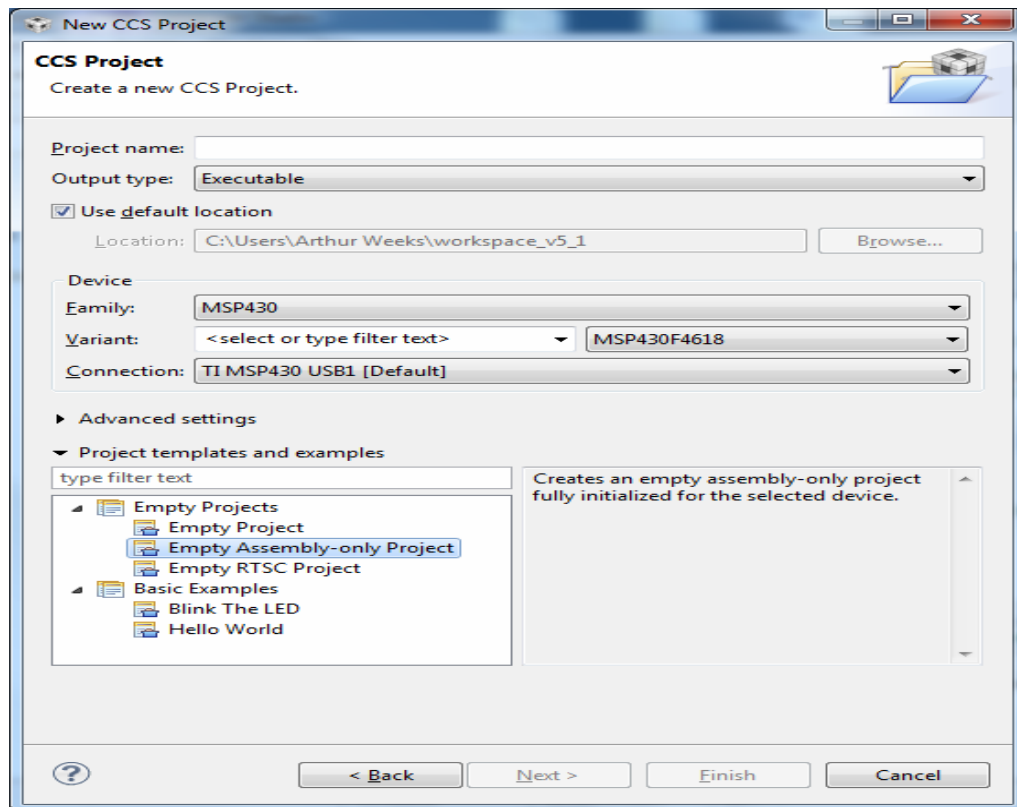 New CCS Project
CCS Project
Create a new CCS Project.
Project name:
Output type: Executable
Use default location
Location: C:\Users\Arthur Weeks\workspace_v5_1 Browse...
Device
Family: MSP430
Variant: <select or type filter text> MSP430F4618
Connection: TI MSP430 USB1 [Default]
Advanced settings
Project templates and examples
type filter text
Empty Projects
Empty Project
Empty Assembly-only Project
Empty RTSC Project
Basic Examples
Blink The LED
Hello World
Creates an empty assembly-only project
fully initialized for the selected device.
? < Back Next > Finish Cancel